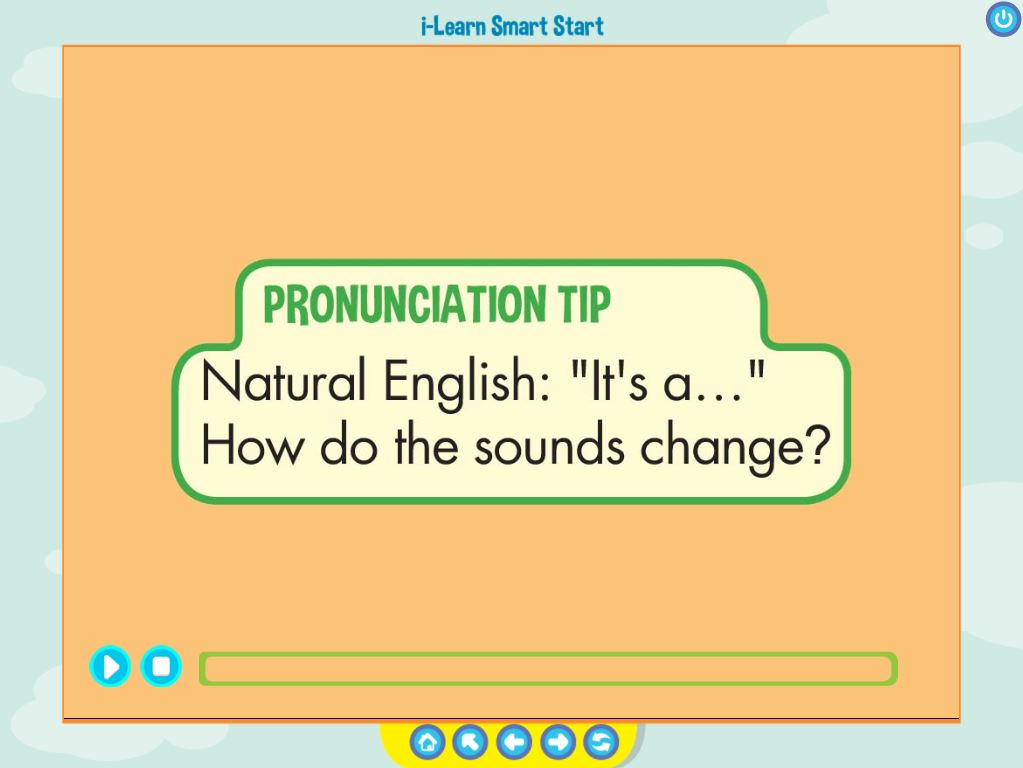 i-Learn Smart Start
PRONUNCIATION TIP
Natural English: "It's a..."
How do the sounds change?